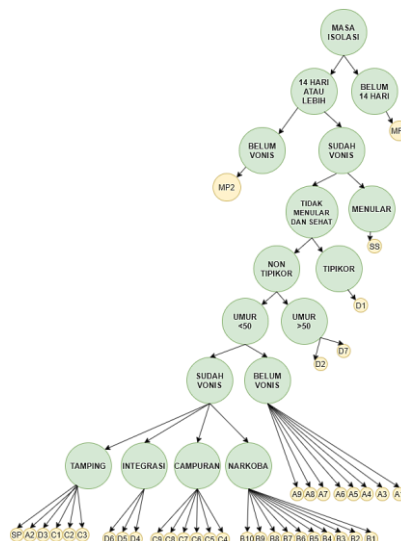 MASA
ISOLASI
14 HARI
ATAU
LEBIH
BELUM
14 HARI
BELUM
VONIS
SUDAH
VONIS
MP2
TIDAK
MENULAR
DAN SEHAT
MENULAR
SS
NON
TIPIKOR
TIPIKOR
D1
UMUR
<50
UMUR
>50
D2
D7
SUDAH
VONIS
BELUM
VONIS
TAMPING
INTEGRASI
CAMPURAN
NARKOBA
A9 A8 A7 A6 A5 A4 A3
SP A2 D3 C1 C2 C3
D6 D5 D4
C9 C8 C7 C6 C5 C4
B10 B9 B8 B7 B6 B5 B4 B3 B2 B1